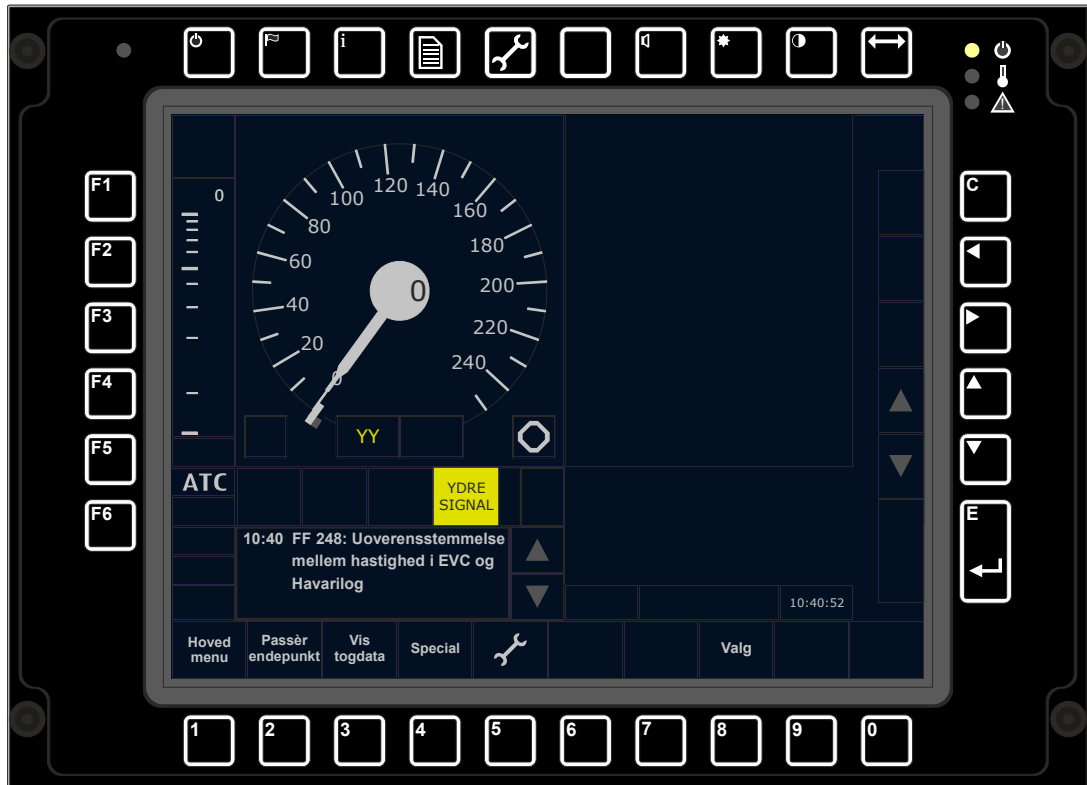 i
F1
F2
F3
F4
F5
F6
C
E
0
0
20
40
60
80
100
120
140
160
180
200
220
240
0
YY
ATC
YDRE
SIGNAL
10:40 FF 248: Uoverensstemmelse
mellem hastighed i EVC og
Havarilog
10:40:52
Hoved
menu
Passèr
endepunkt
Vis
togdata
Special
Valg
1
2
3
4
5
6
7
8
9
0